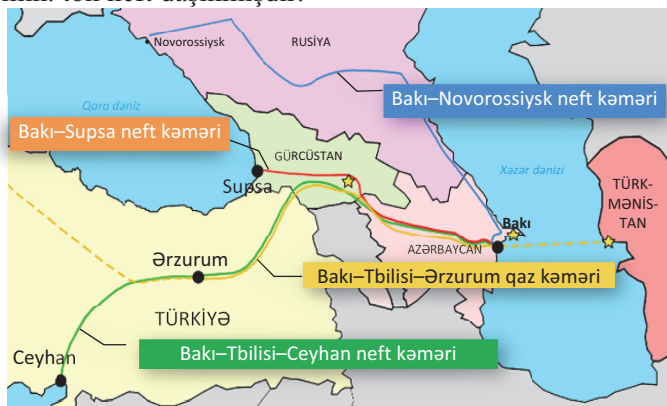 Novorossiysk
RUSİYA
Qara dəniz
Bakı–Novorossiysk neft kəməri
Bakı–Supsa neft kəməri
GÜRCÜSTAN
Xəzər dənizi
Supsa
TÜRK-
MƏNİS-
TAN
Bakı
AZƏRBAYCAN
Ərzurum
Bakı–Tbilisi–Ərzurum qaz kəməri
TÜRKİYƏ
Bakı–Tbilisi–Ceyhan neft kəməri
Ceyhan